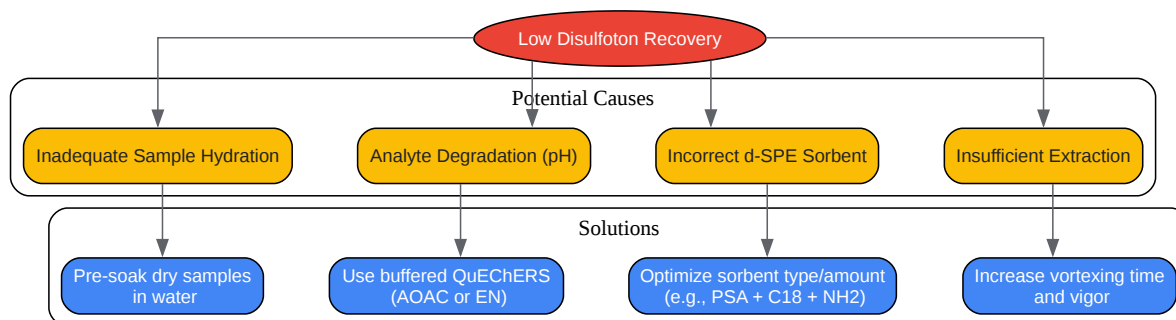 Low Disulfoton Recovery
Potential Causes
Inadequate Sample Hydration
Analyte Degradation (pH)
Incorrect d-SPE Sorbent
Insufficient Extraction
Solutions
Pre-soak dry samples
in water
Use buffered QuEChERS
(AOAC or EN)
Optimize sorbent type/amount
(e.g., PSA + C18 + NH2)
Increase vortexing time
and vigor